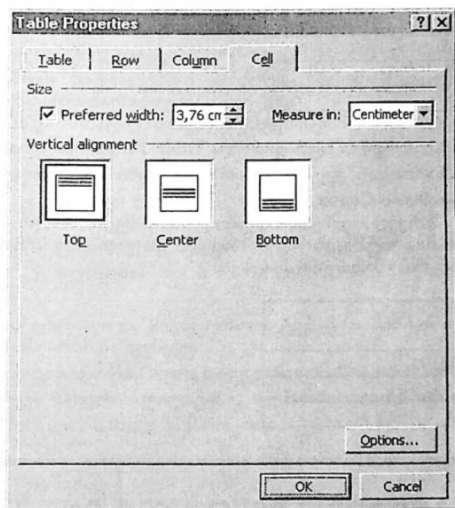 Table Properties
Table Row Column Cell
Size
Preferred width: 3,76 cm Measure in: Centimeter
Vertical alignment
Top Center Bottom
Options...
OK Cancel